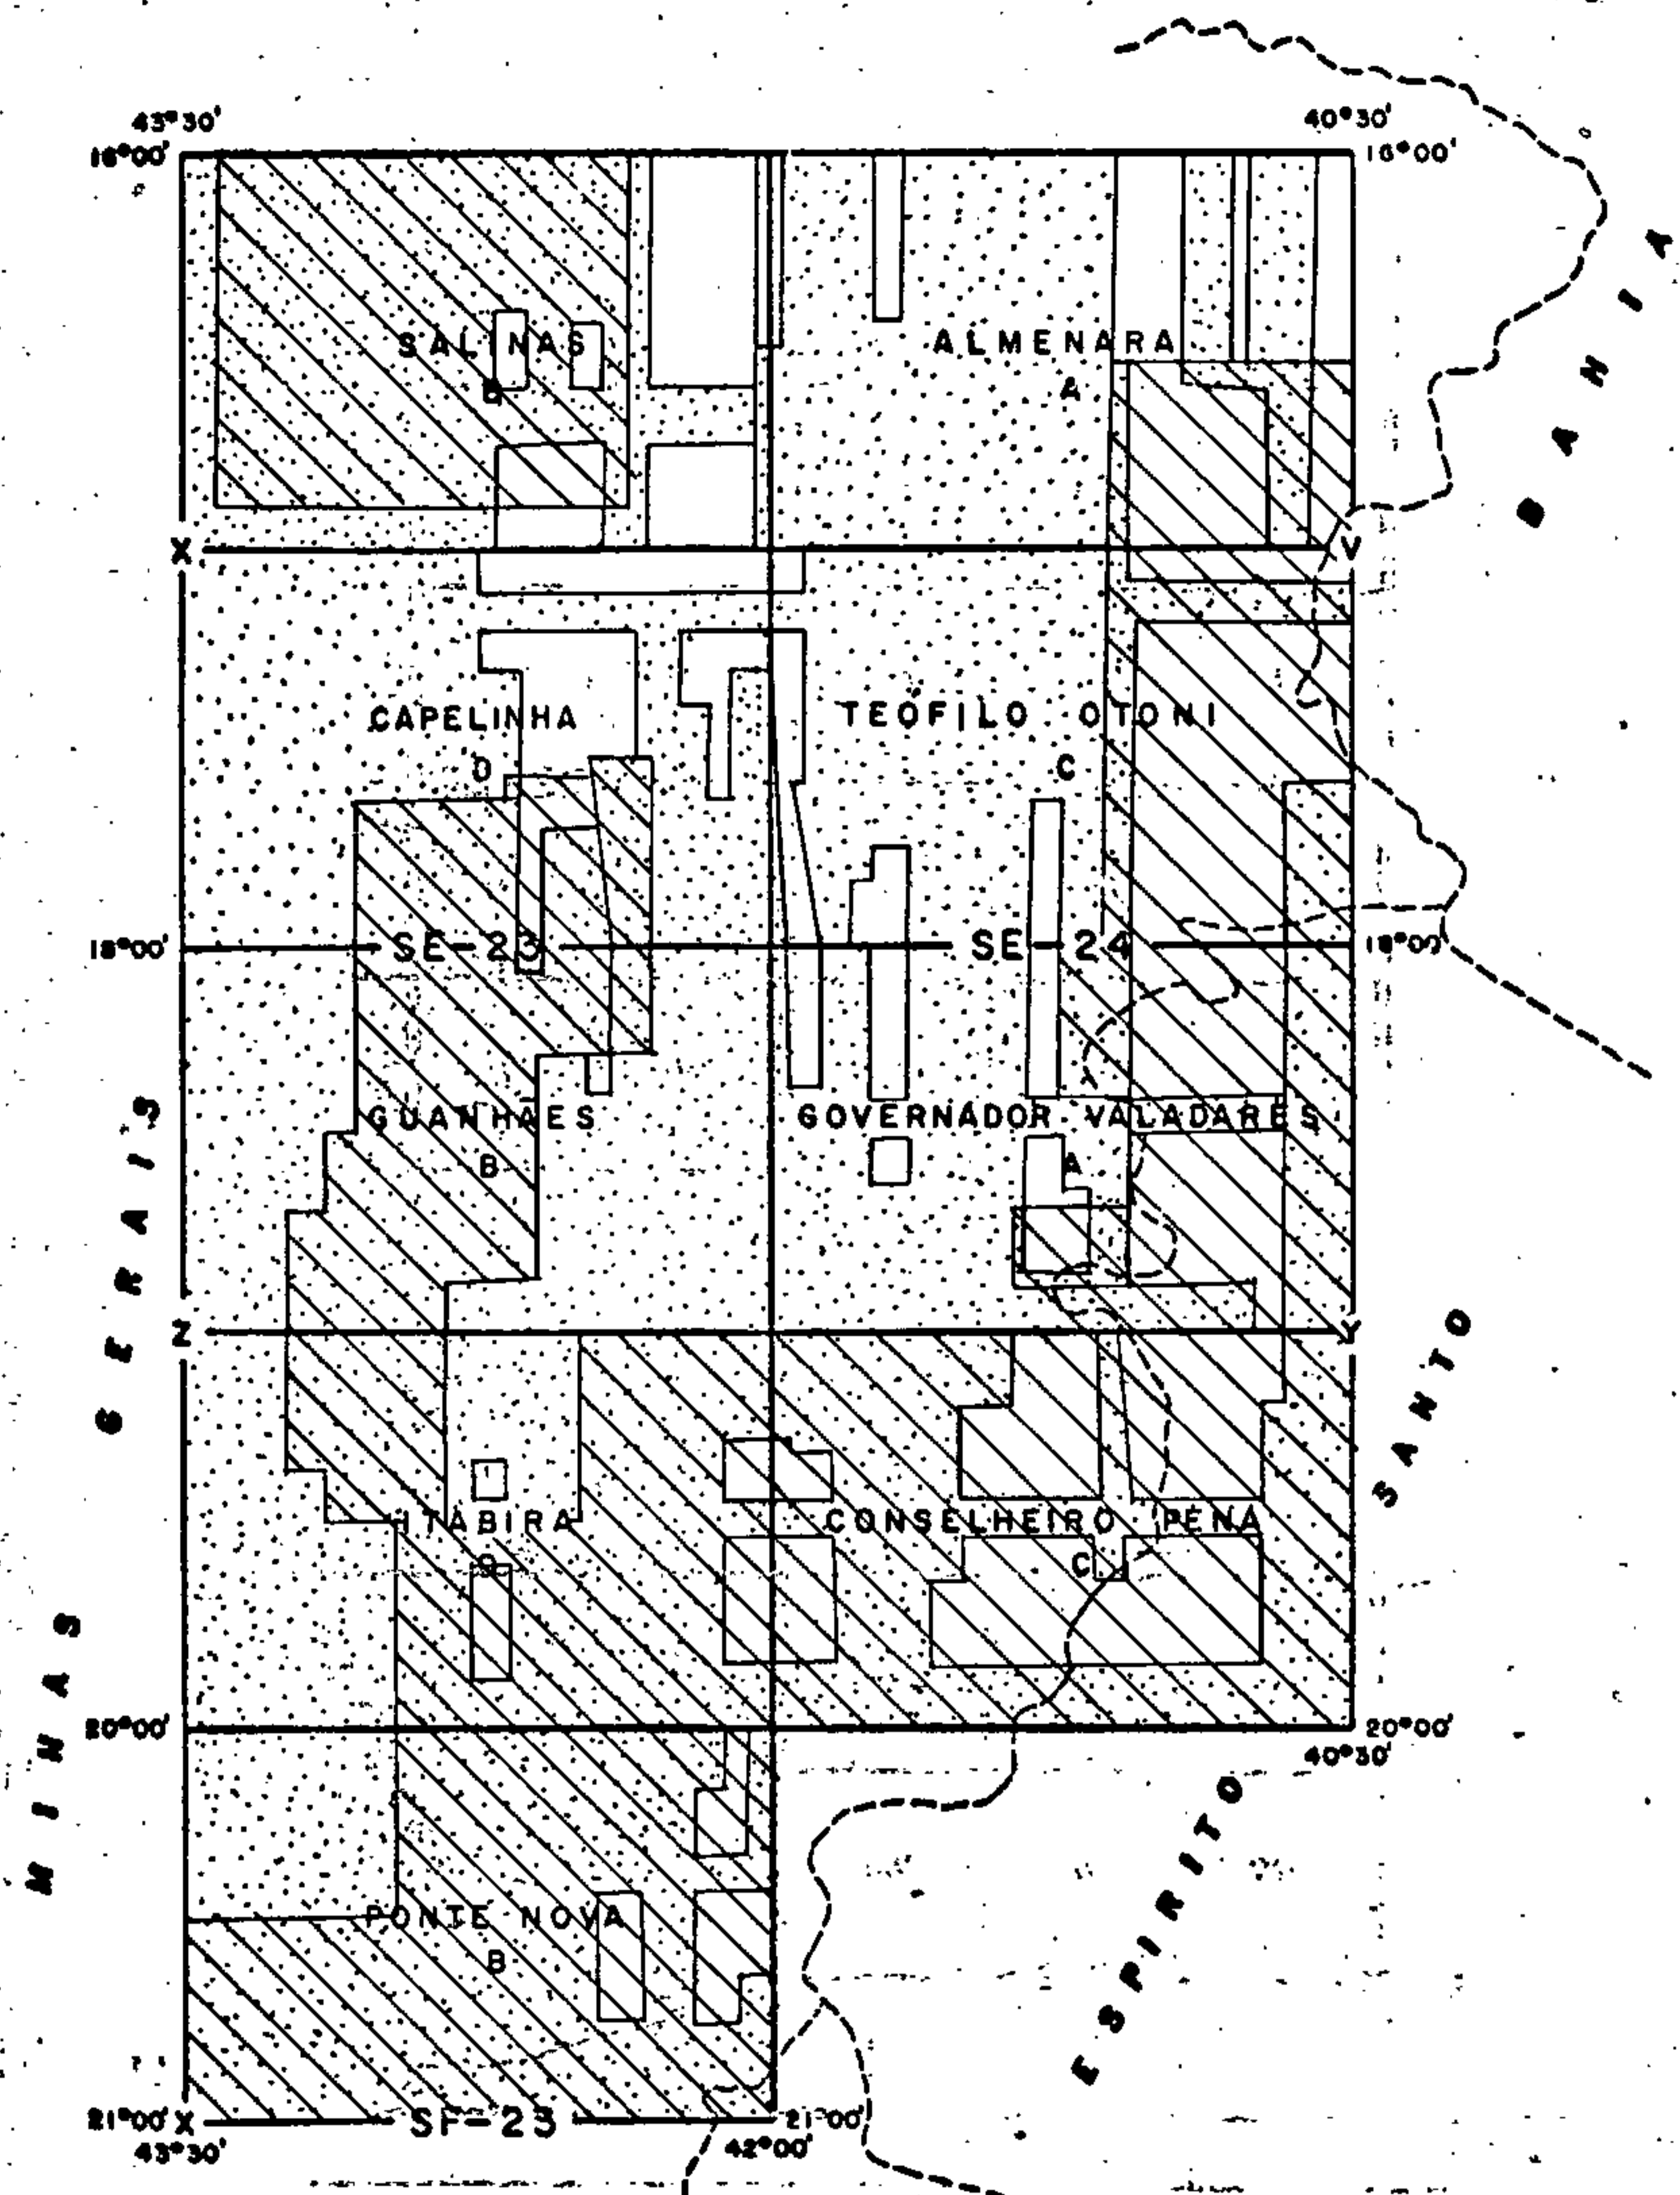 43°30'
40°30'
16°00'
16°00'
SALINAS
B
ALMENARA
A
BAHIA
X
V
CAPELINHA
D
TEÓFILO OTONI
C
18°00'
SE-23
SE-24
18°00'
GUANHÃES
B
GOVERNADOR VALADARES
A
MINAS GERAIS
Z
Y
ITABIRA
CONSELHEIRO PENA
C
ESPIRITO SANTO
20°00'
20°00'
40°30'
PONTE NOVA
B
21°00'
X
SF-23
21°00'
43°30'
42°00'